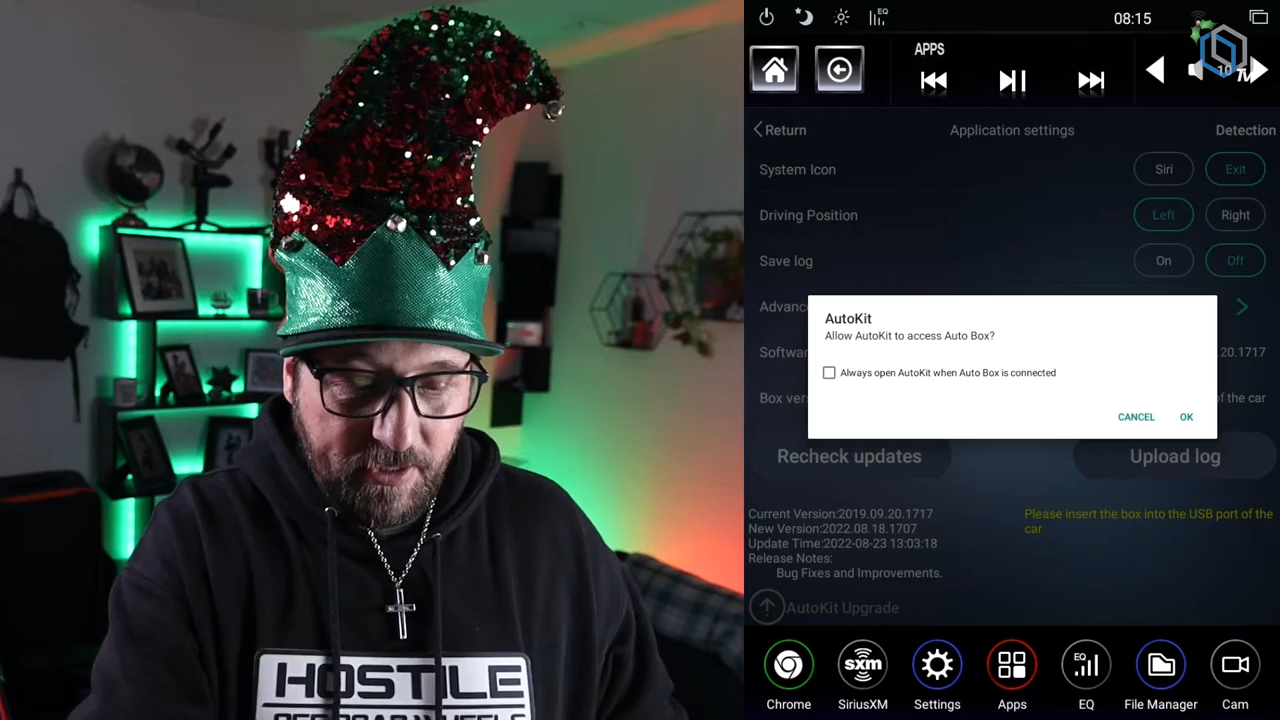 EQ
08:15
APPS
Return
Application settings
Detection
System Icon
Siri
Exit
Driving Position
Left
Right
Save log
On
Off
AutoKit
Allow AutoKit to access Auto Box?
Always open AutoKit when Auto Box is connected
CANCEL
OK
20.1717
of the car
Recheck updates
Upload log
Current Version:2019.09.20.1717
New Version:2022.08.18.1707
Update Time:2022-08-23 13:03:18
Release Notes:
Bug Fixes and Improvements.
Please insert the box into the USB port of the
car
AutoKit Upgrade
HOSTILE
EQ
sxm
Chrome
SiriusXM
Settings
Apps
EQ
File Manager
Cam